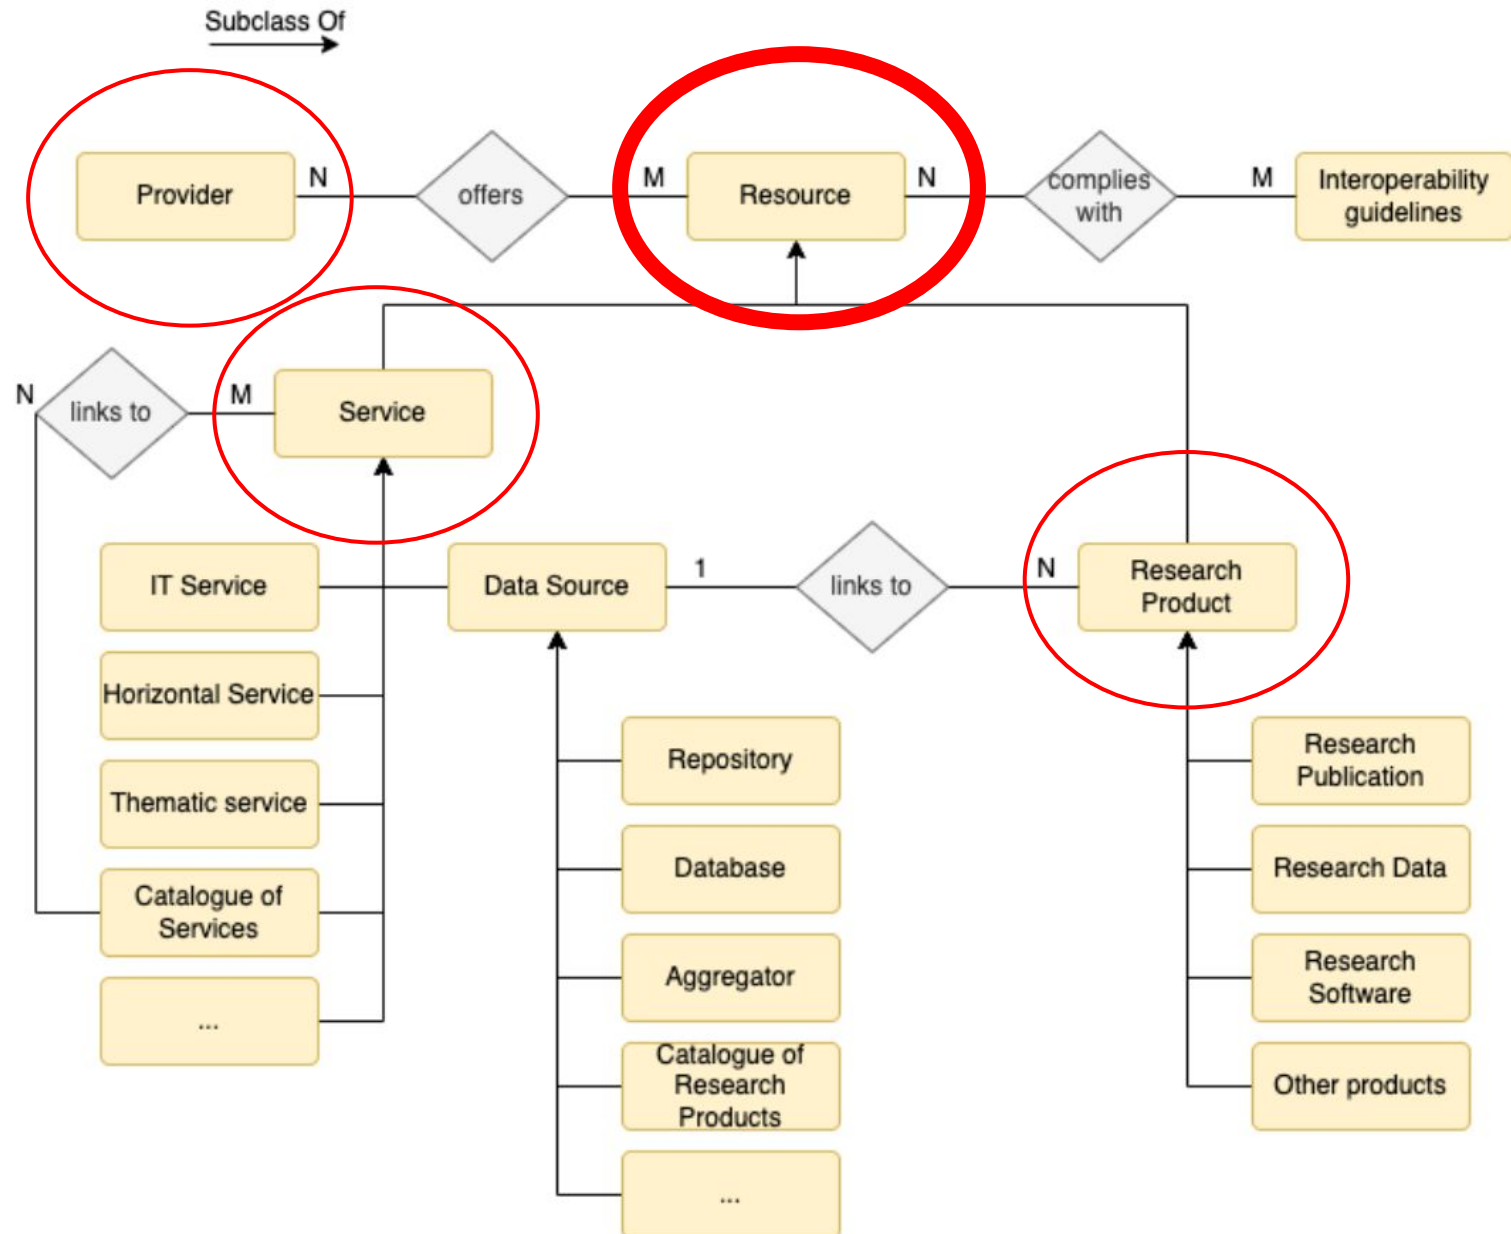 Subclass Of
Provider
N
offers
M
Resource
N
complies
with
M
Interoperability
guidelines
N
links to
M
Service
IT Service
Data Source
1
links to
N
Research
Product
Horizontal Service
Thematic service
Catalogue of
Services
...
Repository
Database
Aggregator
Catalogue of
Research
Products
...
Research
Publication
Research Data
Research
Software
Other products